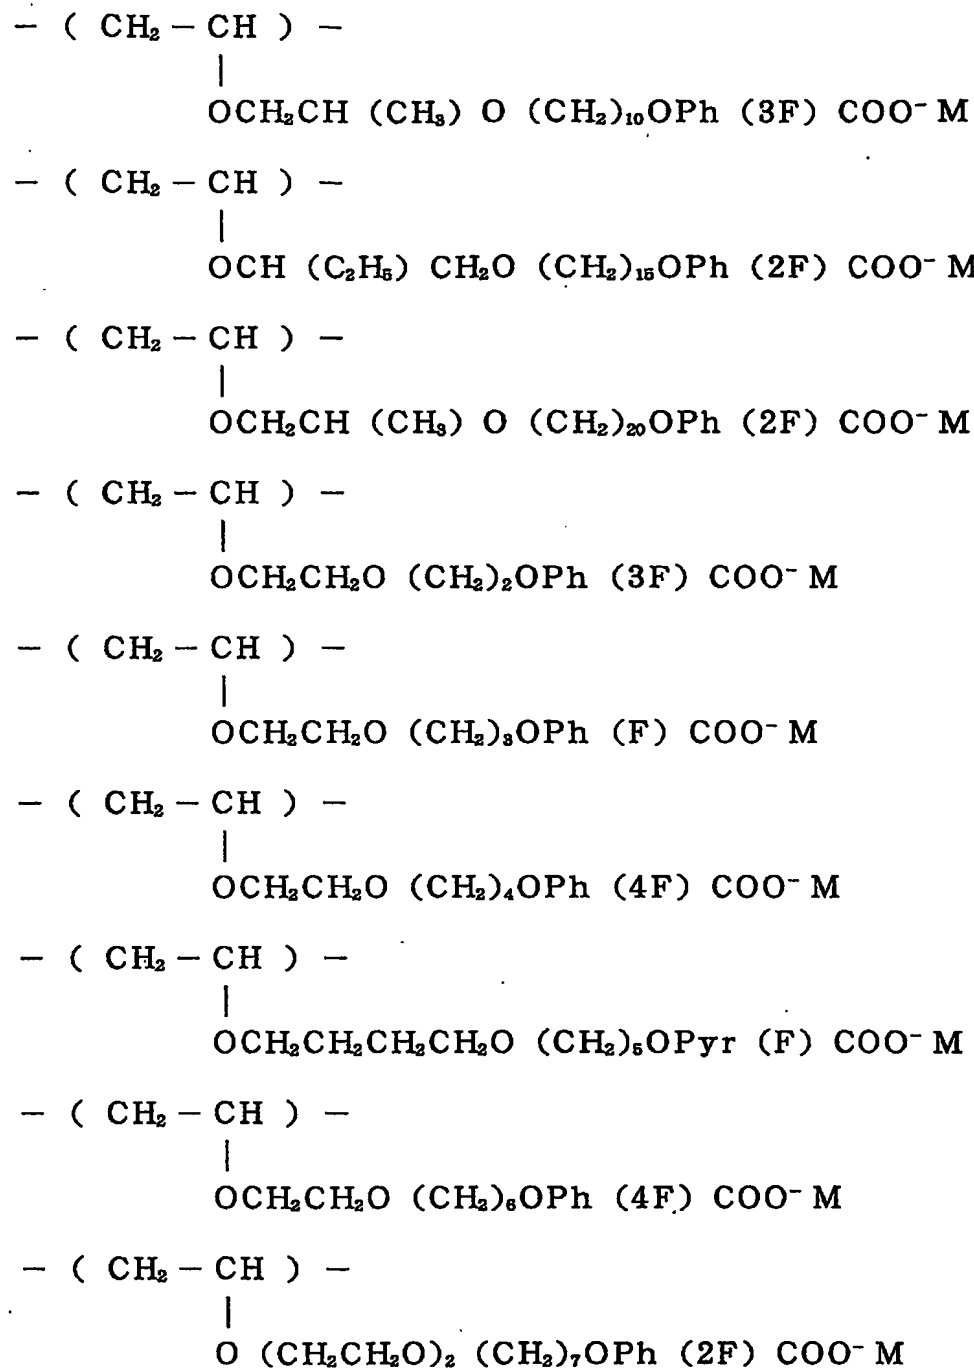 — ( CH₂ — CH ) —
|
OCH₂CH (CH₃) O (CH₂)₁₀OPh (3F) COO⁻ M
— ( CH₂ — CH ) —
|
OCH (C₂H₅) CH₂O (CH₂)₁₅OPh (2F) COO⁻ M
— ( CH₂ — CH ) —
|
OCH₂CH (CH₃) O (CH₂)₂₀OPh (2F) COO⁻ M
— ( CH₂ — CH ) —
|
OCH₂CH₂O (CH₂)₂OPh (3F) COO⁻ M
— ( CH₂ — CH ) —
|
OCH₂CH₂O (CH₂)₃OPh (F) COO⁻ M
— ( CH₂ — CH ) —
|
OCH₂CH₂O (CH₂)₄OPh (4F) COO⁻ M
— ( CH₂ — CH ) —
|
OCH₂CH₂CH₂CH₂O (CH₂)₅OPyr (F) COO⁻ M
— ( CH₂ — CH ) —
|
OCH₂CH₂O (CH₂)₆OPh (4F) COO⁻ M
— ( CH₂ — CH ) —
|
O (CH₂CH₂O)₂ (CH₂)₇OPh (2F) COO⁻ M